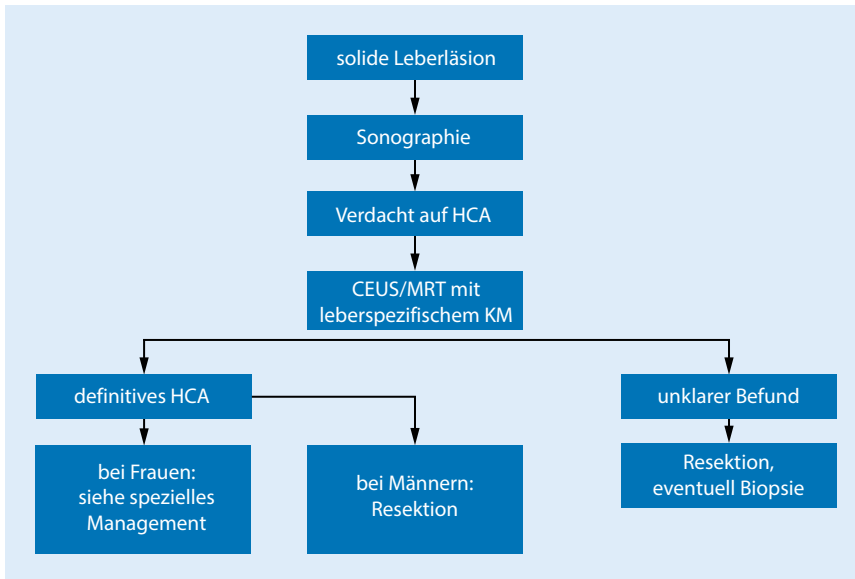 solide Leberläsion
Sonographie
Verdacht auf HCA
CEUS/MRT mit
leberspezifischem KM
definitives HCA
unklarer Befund
bei Frauen:
siehe spezielles
Management
bei Männern:
Resektion
Resektion,
eventuell Biopsie